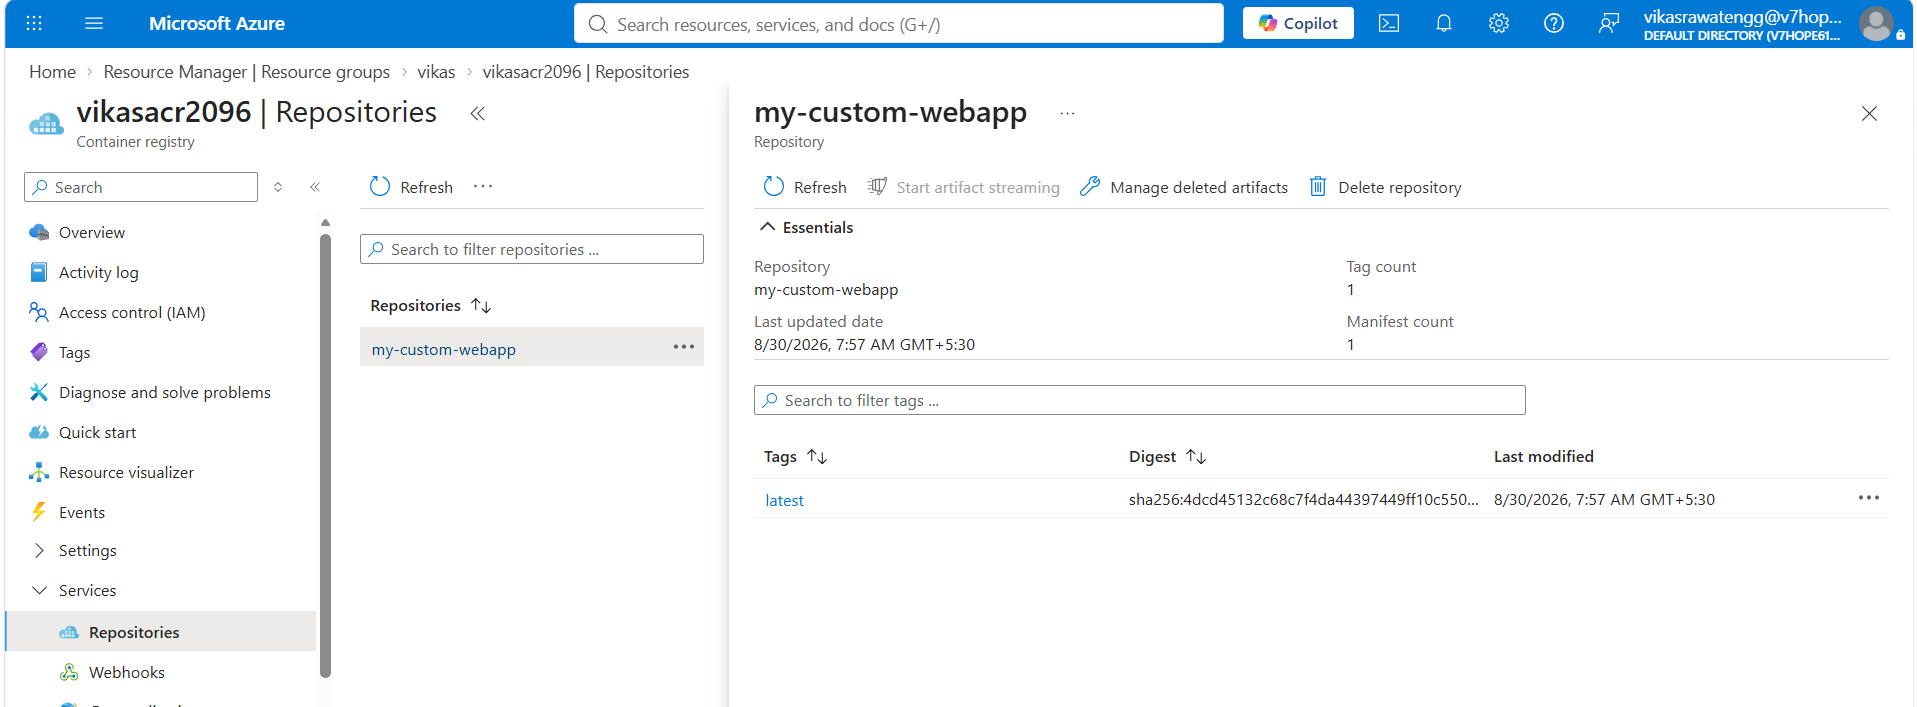 Microsoft Azure
Search resources, services, and docs (G+/)
Copilot
vikasrawatengg@v7hop...
DEFAULT DIRECTORY (V7HOPE61...
Home > Resource Manager | Resource groups > vikas > vikasacr2096 | Repositories
vikasacr2096 | Repositories
Container registry
Search
Overview
Activity log
Access control (IAM)
Tags
Diagnose and solve problems
Quick start
Resource visualizer
Events
Settings
Services
Repositories
Webhooks
Refresh
Search to filter repositories ...
Repositories
my-custom-webapp
my-custom-webapp
Repository
Refresh
Start artifact streaming
Manage deleted artifacts
Delete repository
Essentials
Repository
my-custom-webapp
Last updated date
8/30/2026, 7:57 AM GMT+5:30
Tag count
1
Manifest count
1
Search to filter tags ...
Tags Digest Last modified
latest sha256:4dcd45132c68c7f4da44397449ff10c550... 8/30/2026, 7:57 AM GMT+5:30